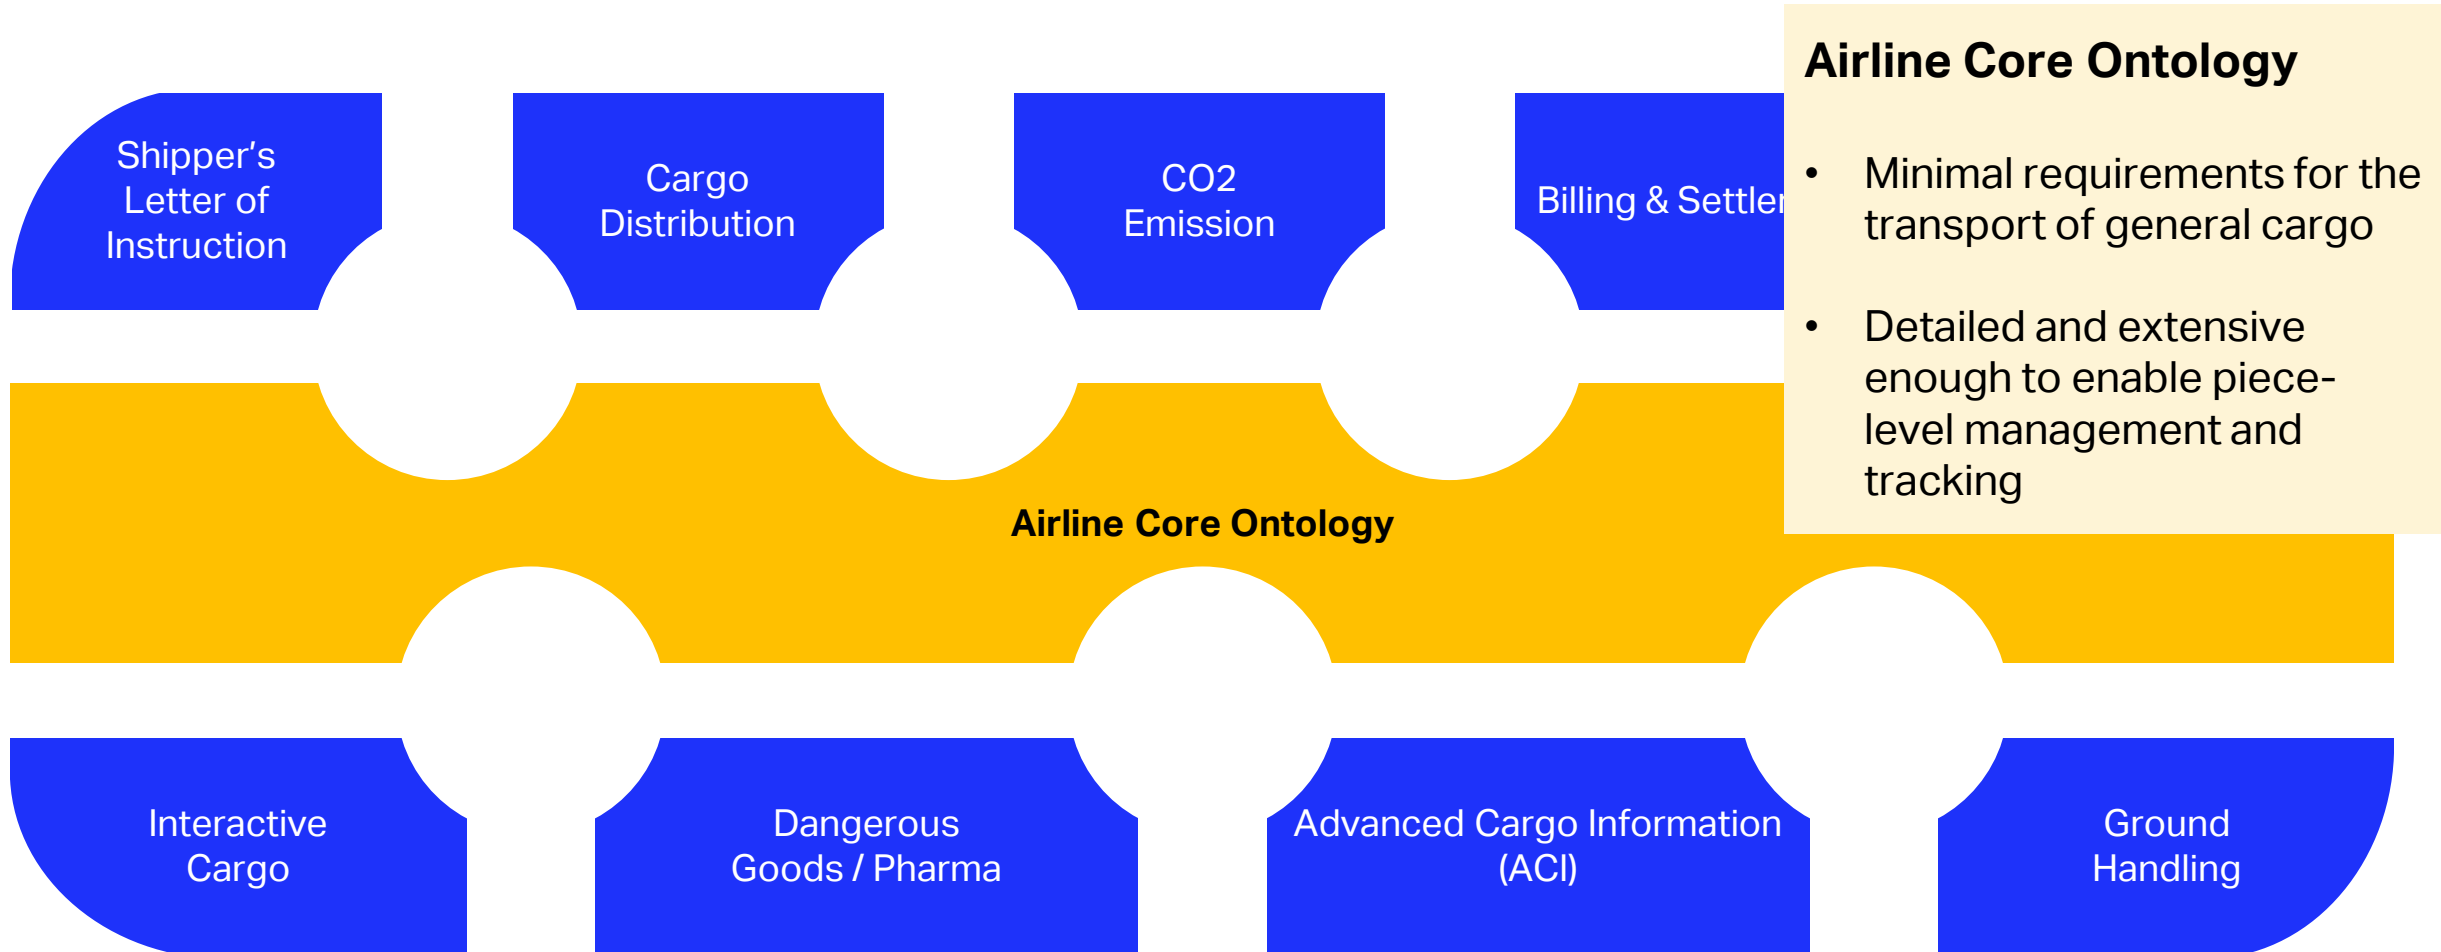 Shipper's
Letter of
Instruction
Cargo
Distribution
CO2
Emission
Billing &
Airline Core Ontology
• Minimal requirements for the
transport of general cargo
• Detailed and extensive
enough to enable piece-
level management and
tracking
Airline Core Ontology
Interactive
Cargo
Dangerous
Goods / Pharma
Advanced Cargo Information
(ACI)
Ground
Handling